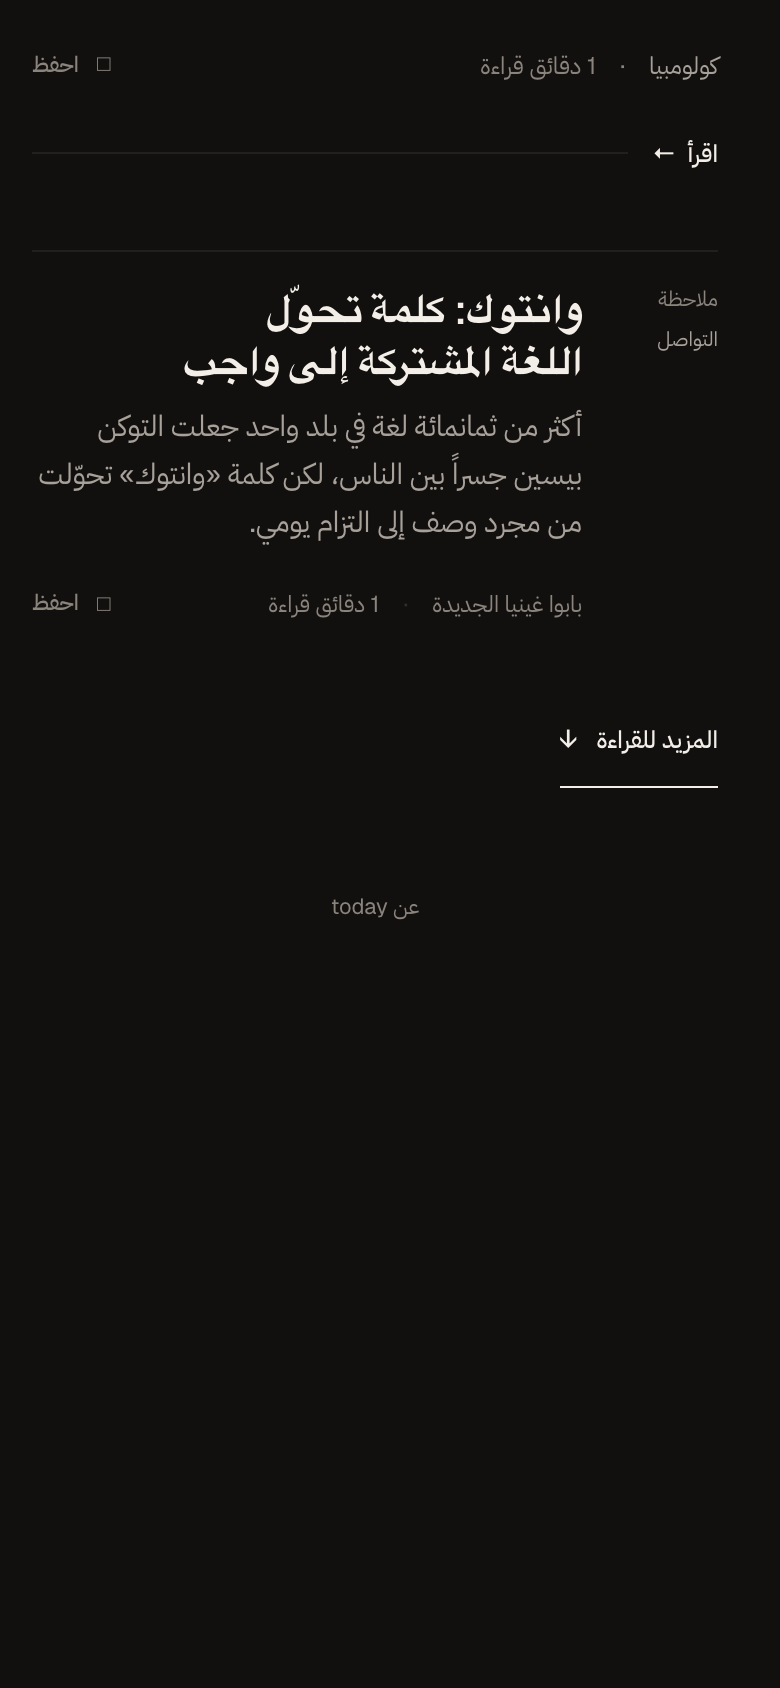 كولومبيا · 1 دقائق قراءة
احفظ
اقرأ ←
ملاحظة
التواصل
وانتوك: كلمة تحوّل
اللغة المشتركة إلى واجب
أكثر من ثمانمائة لغة في بلد واحد جعلت التوكن
بيسين جسراً بين الناس، لكن كلمة «وانتوك» تحوّلت
من مجرد وصف إلى التزام يومي.
بابوا غينيا الجديدة · 1 دقائق قراءة
احفظ
المزيد للقراءة ↓
عن today